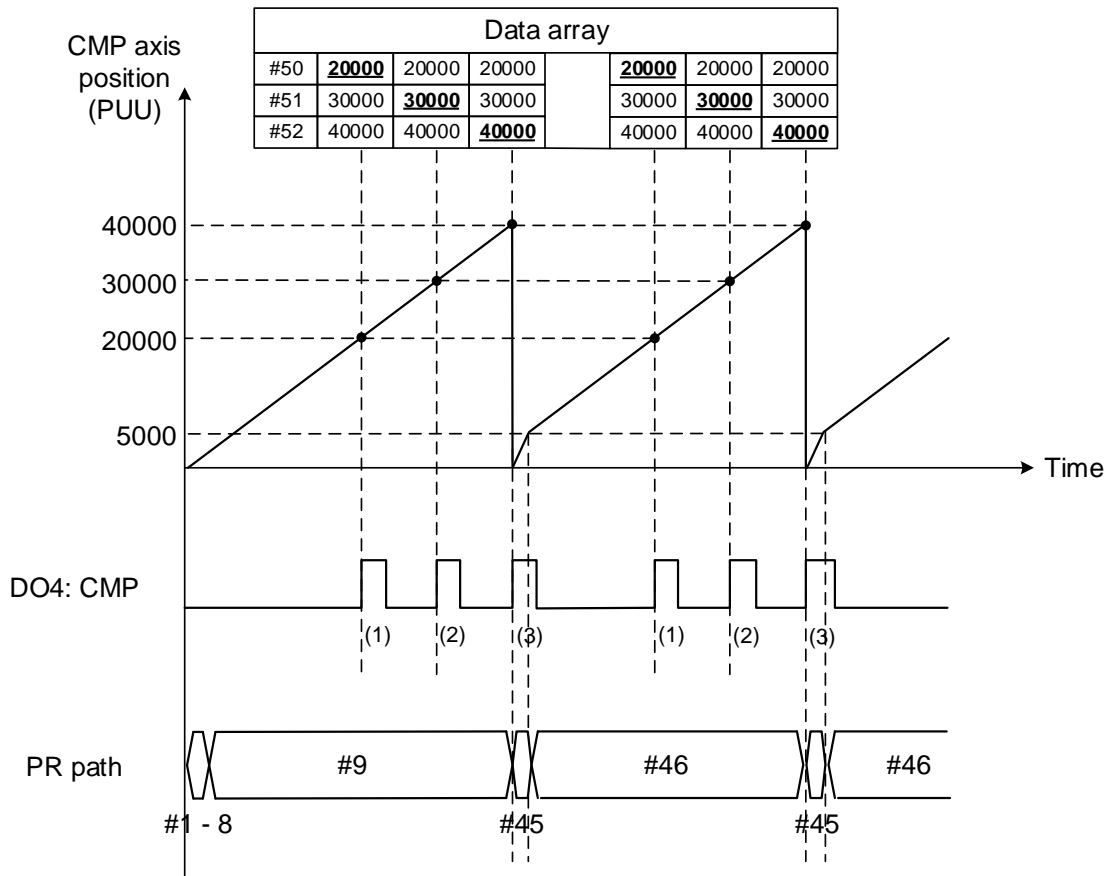 Data array
CMP axis
position
(PUU)
#50 20000 20000 20000 20000 20000 20000
#51 30000 30000 30000 30000 30000 30000
#52 40000 40000 40000 40000 40000 40000
40000
30000
20000
5000
Time
DO4: CMP
(1) (2) (3) (1) (2) (3)
PR path
#9 #46 #46
#1 - 8 #45 #45